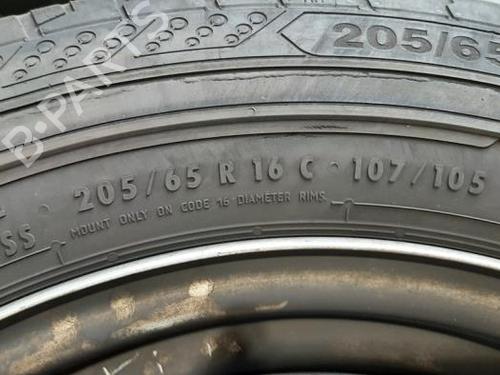 205/65
205/65 R 16 C · 107/105
SS MOUNT ONLY ON CODE 16 DIAMETER RIMS
B-PARTS